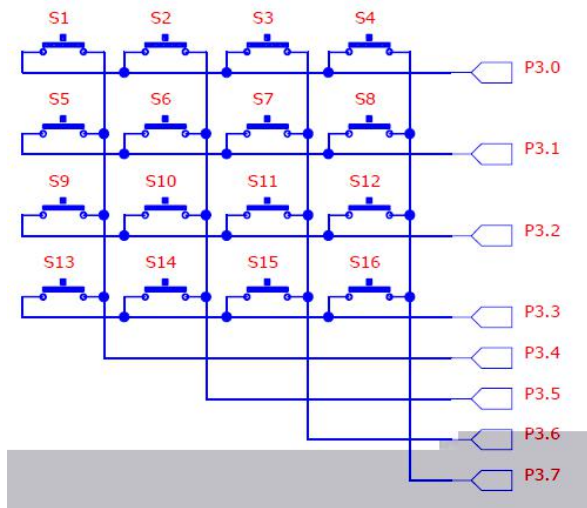 S1 S2 S3 S4
P3.0
S5 S6 S7 S8
P3.1
S9 S10 S11 S12
P3.2
S13 S14 S15 S16
P3.3
P3.4
P3.5
P3.6
P3.7